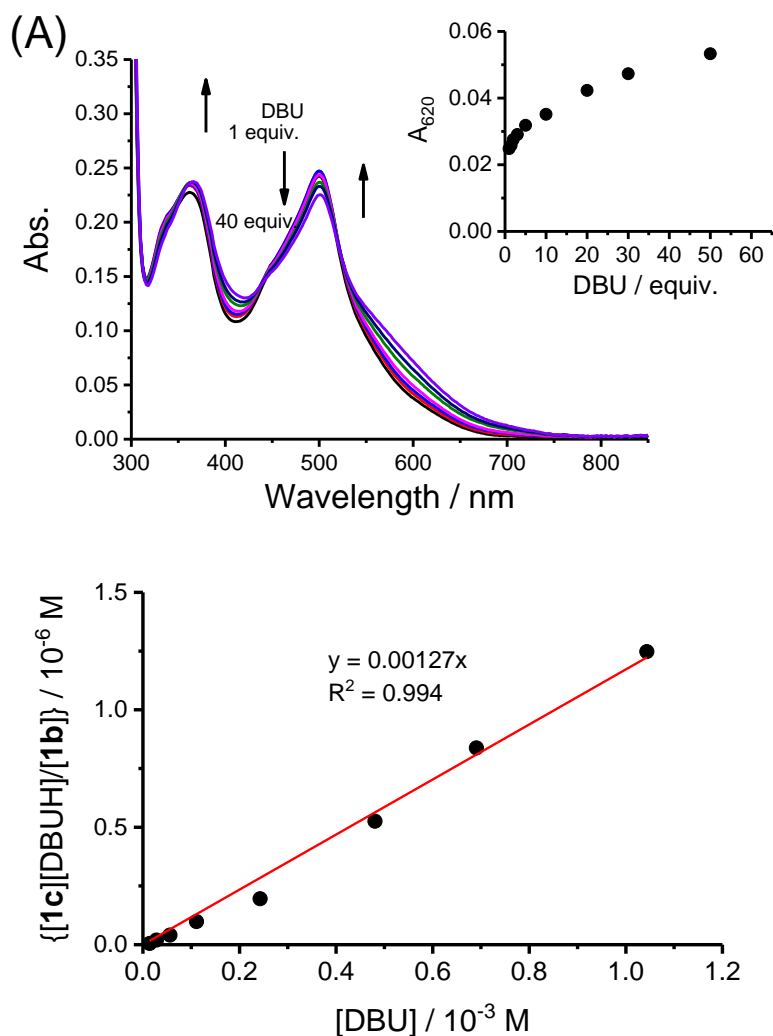 (A)
0.35
0.30
0.25
0.20
0.15
0.10
0.05
0.00
Abs.
300 400 500 600 700 800
Wavelength / nm
DBU
1 equiv.
40 equiv.
0.06
0.04
0.02
0.00
A620
0 10 20 30 40 50 60
DBU / equiv.
1.5
1.0
0.5
0.0
{[1c][DBUH]/[1b]} / 10-6 M
y = 0.00127x
R2 = 0.994
0.0 0.2 0.4 0.6 0.8 1.0 1.2
[DBU] / 10-3 M